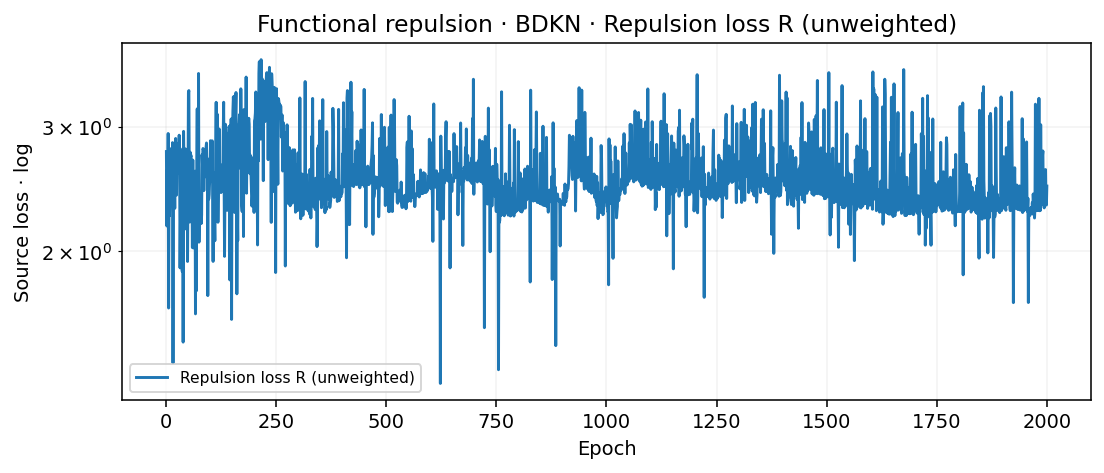 Functional repulsion · BDKN · Repulsion loss R (unweighted)
Source loss · log
3 × 10⁰
2 × 10⁰
Repulsion loss R (unweighted)
0 250 500 750 1000 1250 1500 1750 2000
Epoch